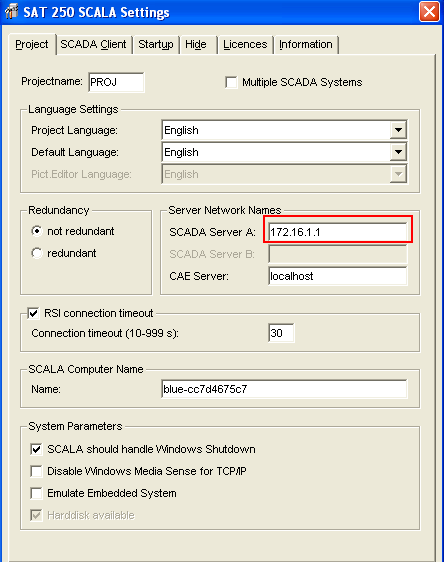 SAT 250 SCALA Settings
Project SCADA Client Startup Hide Licences Information
Projectname: PROJ Multiple SCADA Systems
Language Settings
Project Language: English
Default Language: English
Pict.Editor Language: English
Redundancy
not redundant
redundant
Server Network Names
SCADA Server A: 172.16.1.1
SCADA Server B:
CAE Server: localhost
RSI connection timeout
Connection timeout (10-999 s): 30
SCALA Computer Name
Name: blue-cc7d4675c7
System Parameters
SCALA should handle Windows Shutdown
Disable Windows Media Sense for TCP/IP
Emulate Embedded System
Harddisk available